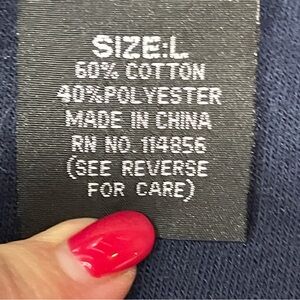 SIZE:L
60% COTTON
40%POLYESTER
MADE IN CHINA
RN NO. 114856
(SEE REVERSE
FOR CARE)